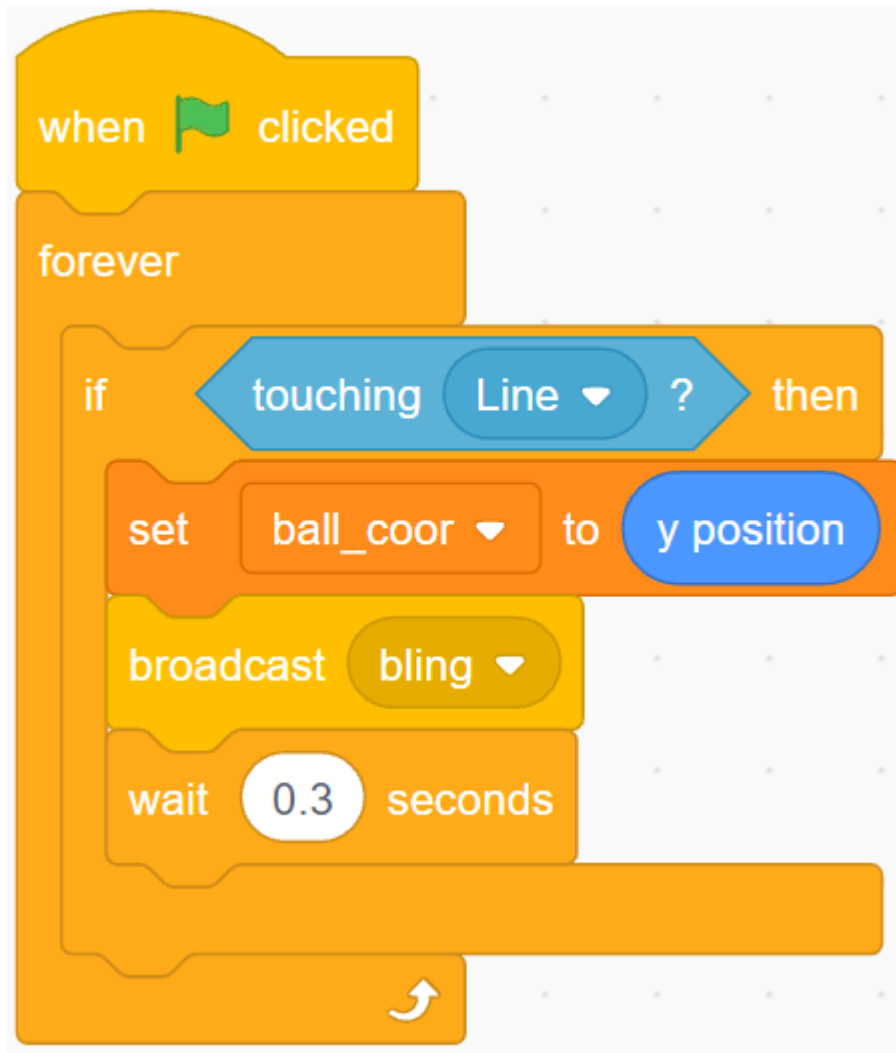 when clicked
forever
if touching Line ? then
set ball_coor to y position
broadcast bling
wait 0.3 seconds